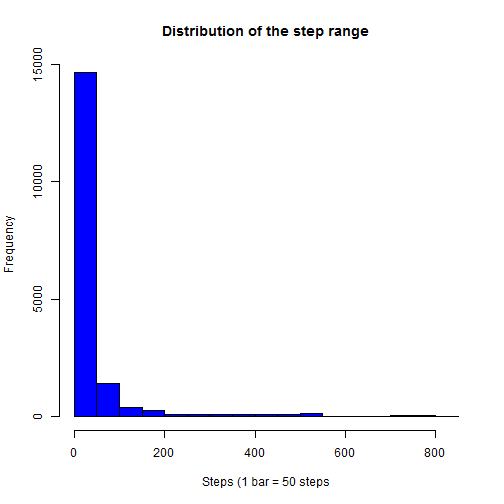 Distribution of the step range
Frequency
15000
10000
5000
0
0 200 400 600 800
Steps (1 bar = 50 steps